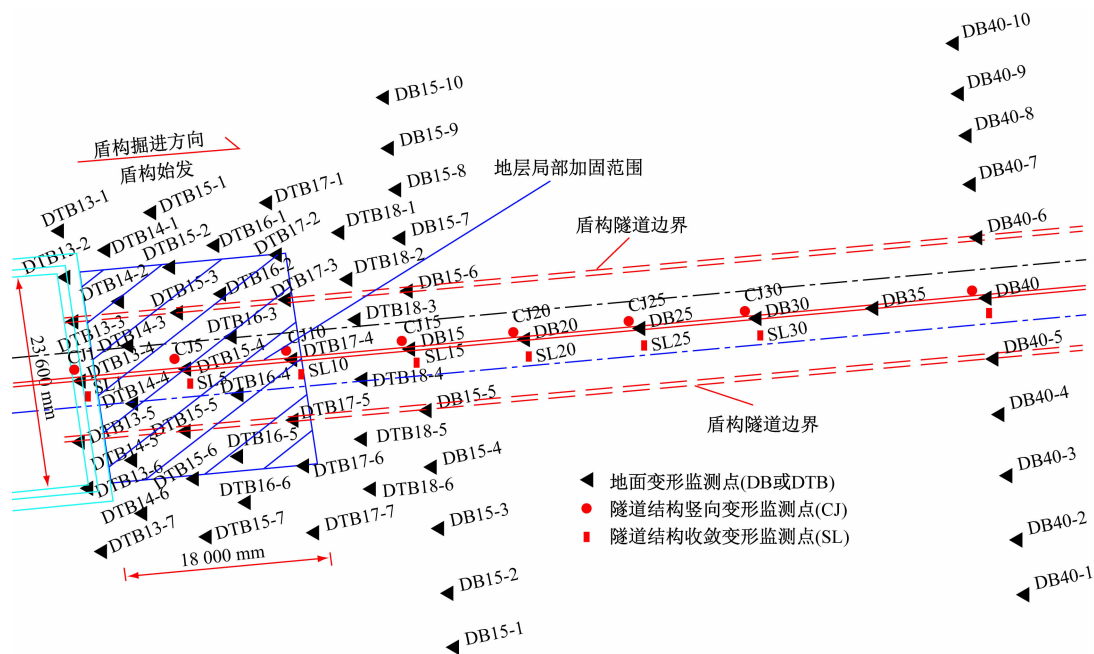 DB40-10
DB15-10
DB40-9
盾构掘进方向
DB15-9
DB40-8
盾构始发
地层局部加固范围
DB15-8
DB40-7
DTB13-1
DTB15-1
DTB17-1
DTB18-1
DB15-7
盾构隧道边界
DB40-6
DTB13-2
DTB14-1
DTB15-2
DTB16-1
DTB17-2
DTB18-2
DB15-6
DTB14-2
DTB15-3
DTB16-2
DTB17-3
DTB18-3
CJ15
CJ20
CJ25
CJ30
DB40
DTB13-3
DTB14-3
DTB16-3
CJ10
DB15
DB20
DB25
DB30
DB35
CJ1
DTB13-4
CJ5
DTB15-4
DTB17-4
SL15
SL20
SL25
SL30
DB40-5
23 600 mm
SL1
DTB14-4
SL5
DTB16-4
SL10
DTB18-4
DB15-5
盾构隧道边界
DB40-4
DTB13-5
DTB15-5
DTB17-5
DTB14-5
DTB16-5
DTB18-5
DB15-4
DB40-3
DTB13-6
DTB15-6
DTB17-6
地面变形监测点(DB或DTB)
DTB14-6
DTB16-6
DTB18-6
隧道结构竖向变形监测点(CJ)
DTB13-7
DTB15-7
DTB17-7
DB15-3
隧道结构收敛变形监测点(SL)
DB40-2
18 000 mm
DB15-2
DB40-1
DB15-1